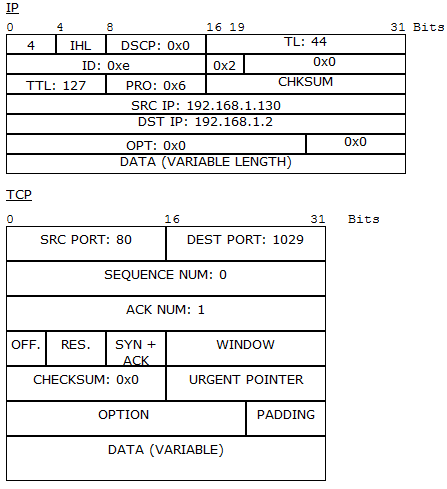 IP
0 4 8 16 19 31 Bits
4 IHL DSCP: 0x0 TL: 44
ID: 0xe 0x2 0x0
TTL: 127 PRO: 0x6 CHKSUM
SRC IP: 192.168.1.130
DST IP: 192.168.1.2
OPT: 0x0 0x0
DATA (VARIABLE LENGTH)
TCP
0 16 31 Bits
SRC PORT: 80 DEST PORT: 1029
SEQUENCE NUM: 0
ACK NUM: 1
OFF. RES. SYN + WINDOW
ACK
CHECKSUM: 0x0 URGENT POINTER
OPTION PADDING
DATA (VARIABLE)